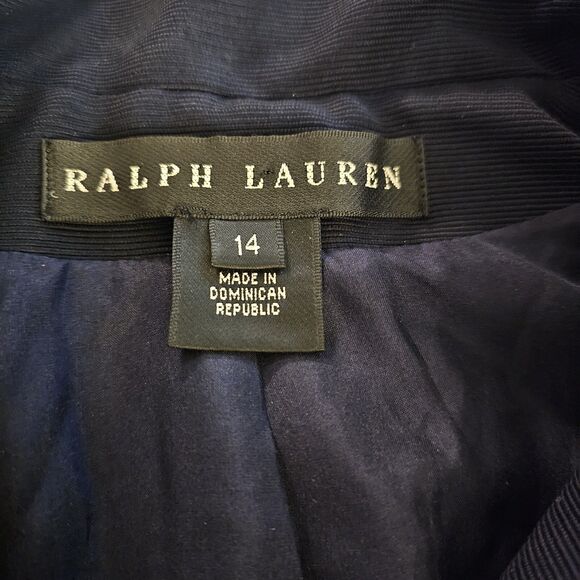 RALPH LAUREN
14
MADE IN
DOMINICAN
REPUBLIC